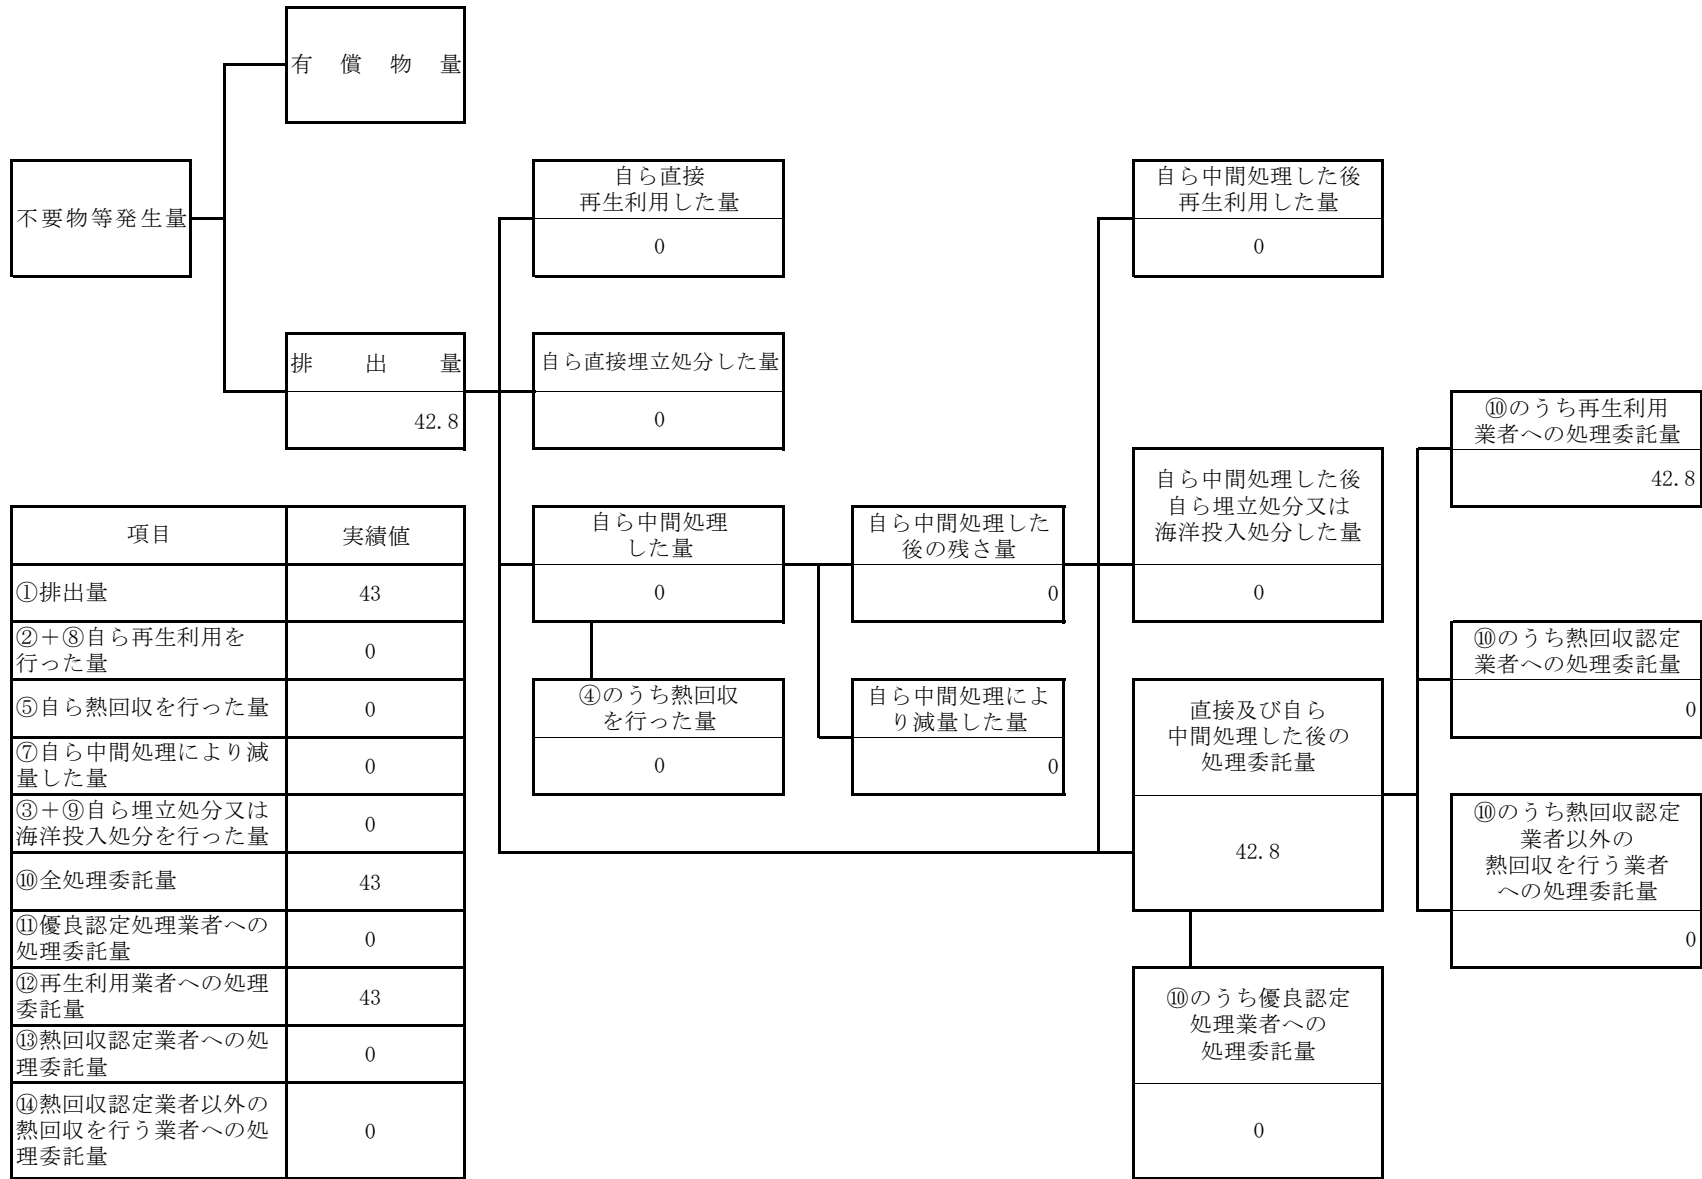 有償物量
不要物等発生量
排出量
42.8
自ら直接
再生利用した量
0
自ら直接埋立処分した量
0
自ら中間処理
した量
0
④のうち熱回収
を行った量
0
自ら中間処理した
後の残さ量
0
自ら中間処理によ
り減量した量
0
自ら中間処理した後
再生利用した量
0
自ら中間処理した後
自ら埋立処分又は
海洋投入処分した量
0
直接及び自ら
中間処理した後の
処理委託量
42.8
⑩のうち優良認定
処理業者への
処理委託量
0
⑩のうち再生利用
業者への処理委託量
42.8
⑩のうち熱回収認定
業者への処理委託量
0
⑩のうち熱回収認定
業者以外の
熱回収を行う業者
への処理委託量
0
項目 実績値
①排出量 43
②+⑧自ら再生利用を
行った量 0
⑤自ら熱回収を行った量 0
⑦自ら中間処理により減
量した量 0
③+⑨自ら埋立処分又は
海洋投入処分を行った量 0
⑩全処理委託量 43
⑪優良認定処理業者への
処理委託量 0
⑫再生利用業者への処理
委託量 43
⑬熱回収認定業者への処
理委託量 0
⑭熱回収認定業者以外の
熱回収を行う業者への処 0
理委託量